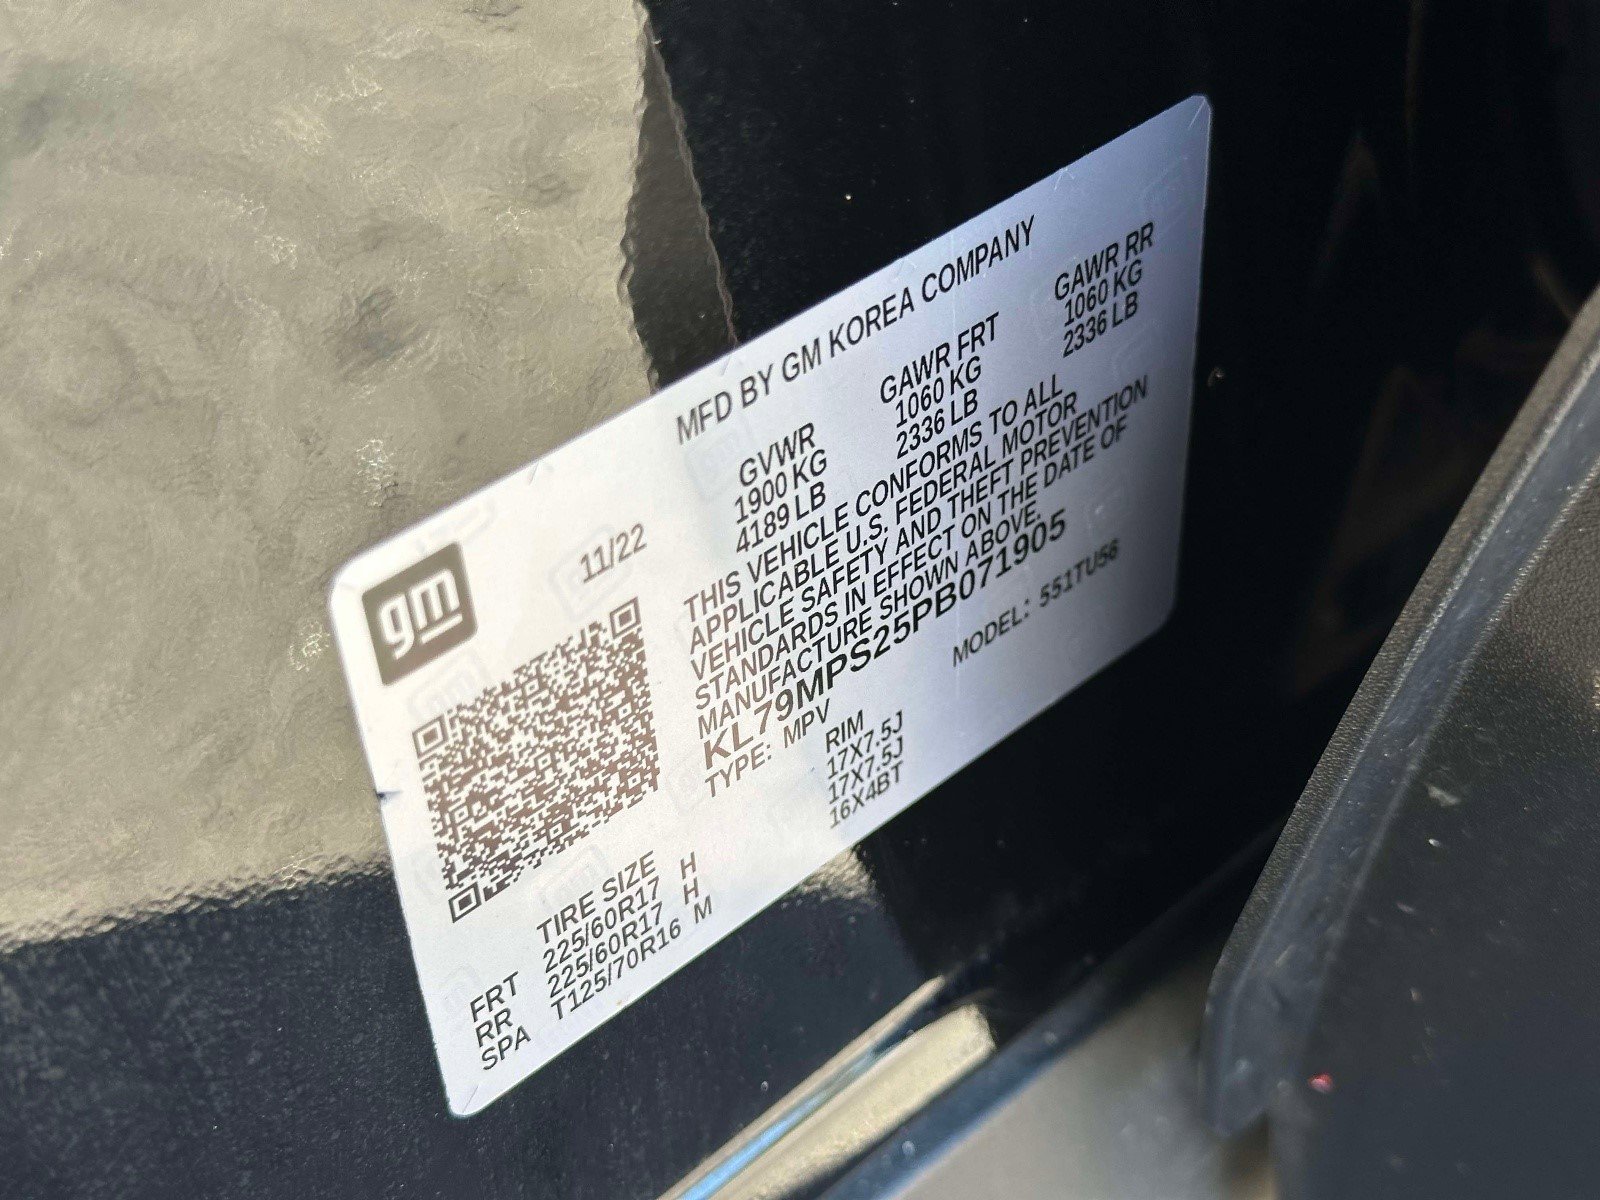 gm
11/22
MFD BY GM KOREA COMPANY
GVWR GAWR FRT GAWR RR
1900 KG 1060 KG 1060 KG
4189 LB 2336 LB 2336 LB
THIS VEHICLE CONFORMS TO ALL
APPLICABLE U.S. FEDERAL MOTOR
VEHICLE SAFETY AND THEFT PREVENTION
STANDARDS IN EFFECT ON THE DATE OF
MANUFACTURE SHOWN ABOVE.
KL79MPS25PB071905
TYPE: MPV MODEL: 551TU56
TIRE SIZE RIM
FRT 225/60R17 H 17X7.5J
RR 225/60R17 H 17X7.5J
SPA T125/70R16 M 16X4BT